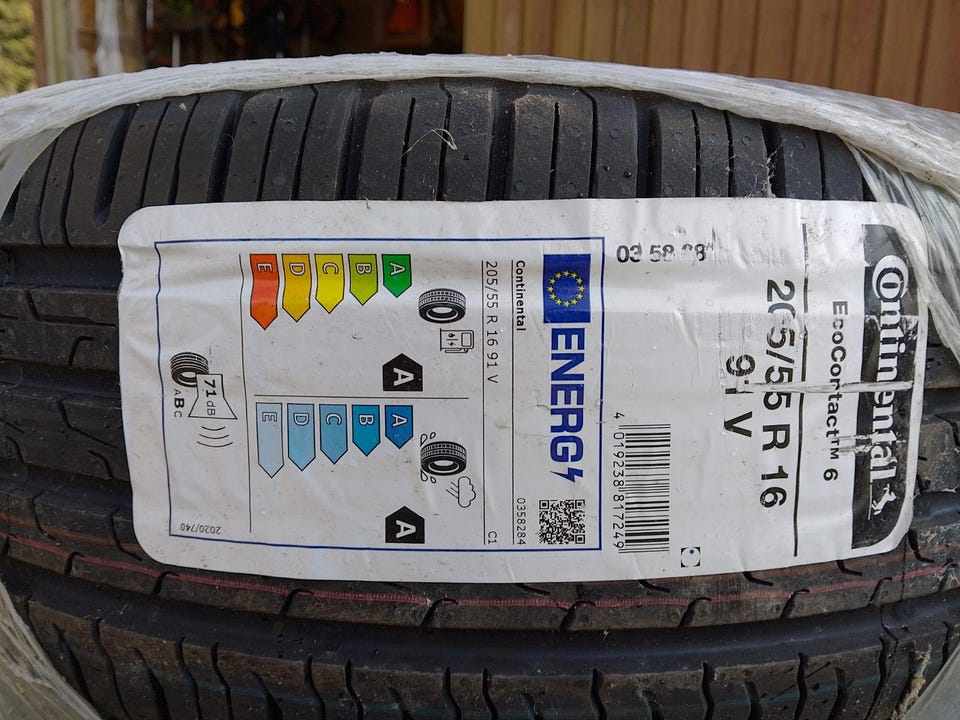 Continental
EcoContact™ 6
205/55 R 16
91 V
03 58
4 019238 817249
ENERG
Continental 0358284
205/55 R 16 91 V C1
A
B
C
D
E
A
A
B
C
D
E
A
71 dB
ABC
2020/740